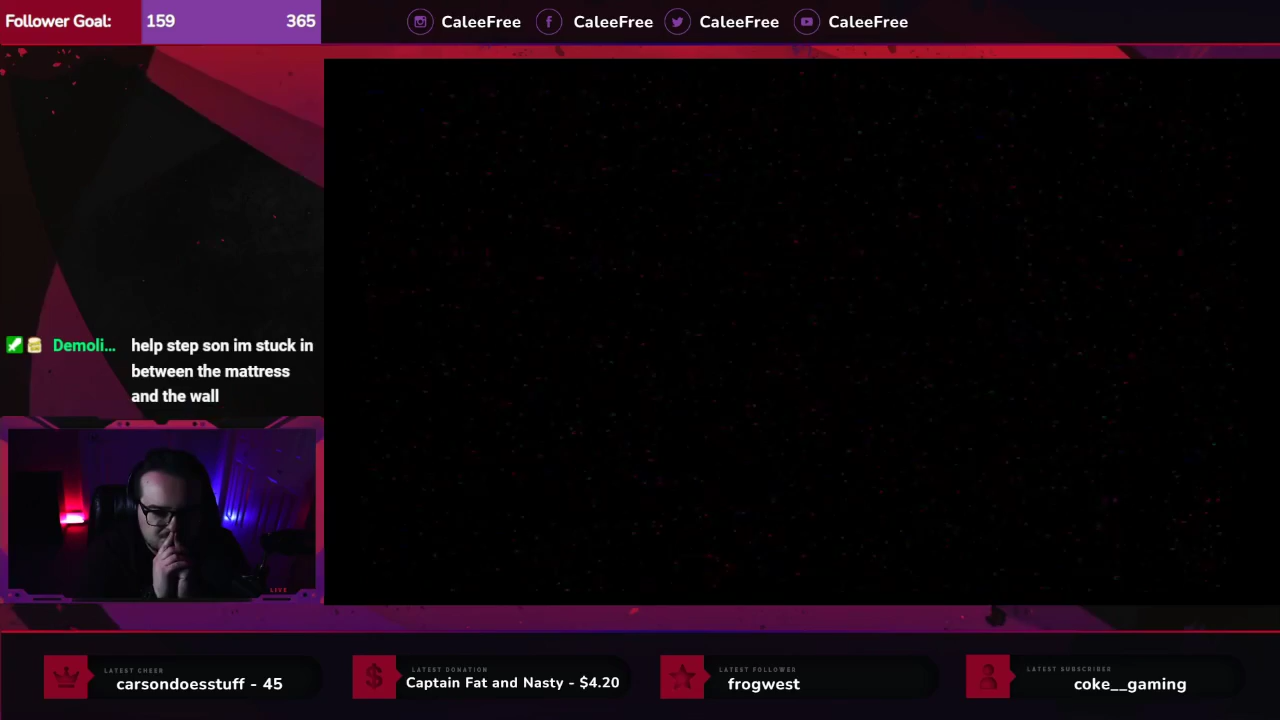 Follower Goal: 159 365 CaleeFree CaleeFree CaleeFree CaleeFree
Demoli... help step son im stuck in
between the mattress
and the wall
LIVE
LATEST CHEER
carsondoesstuff - 45
LATEST DONATION
Captain Fat and Nasty - $4.20
LATEST FOLLOWER
frogwest
LATEST SUBSCRIBER
coke__gaming